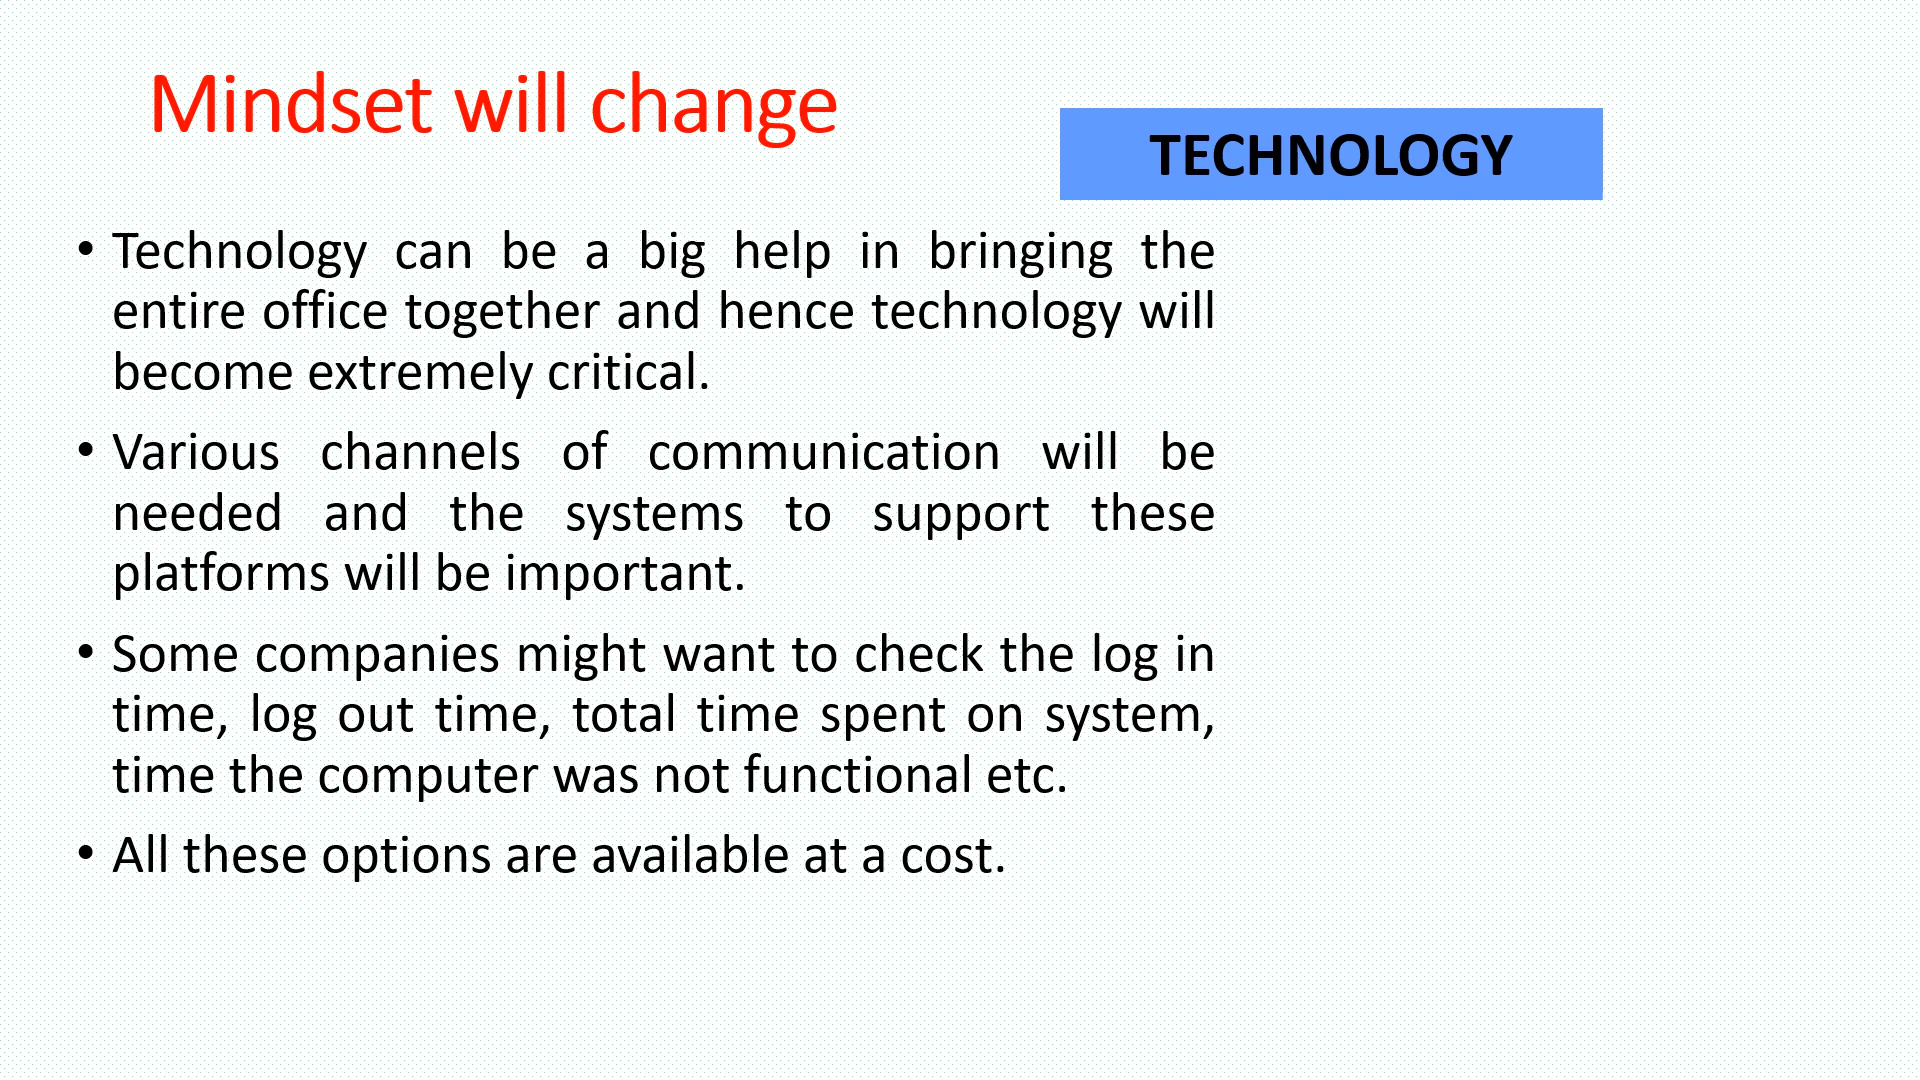 Mindset will change
TECHNOLOGY
• Technology can be a big help in bringing the
entire office together and hence technology will
become extremely critical.
• Various channels of communication will be
needed and the systems to support these
platforms will be important.
• Some companies might want to check the log in
time, log out time, total time spent on system,
time the computer was not functional etc.
• All these options are available at a cost.